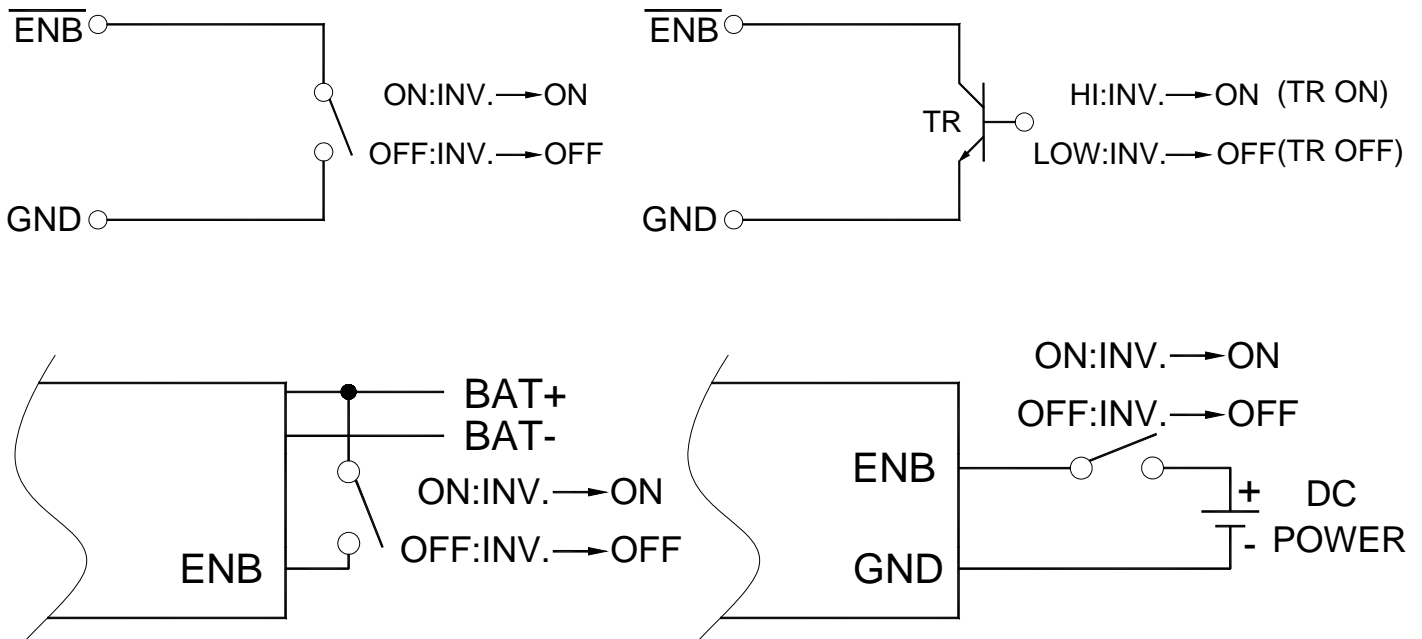 E̅N̅B̅
ON:INV.→ON
OFF:INV.→OFF
GND
E̅N̅B̅
TR
HI:INV.→ON (TR ON)
LOW:INV.→OFF(TR OFF)
GND
BAT+
BAT-
ON:INV.→ON
OFF:INV.→OFF
ENB
ON:INV.→ON
OFF:INV.→OFF
ENB
+ DC
- POWER
GND